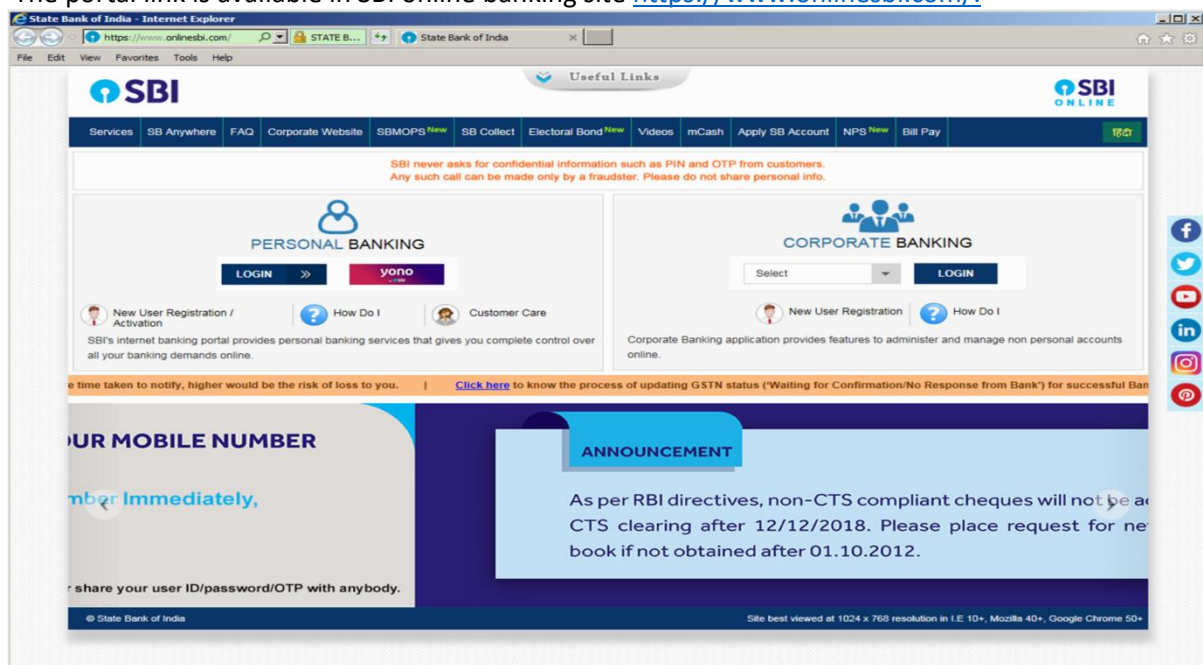 The portal link is available in SBI online banking site https://www.onlinesbi.com/.
State Bank of India - Internet Explorer
https://www.onlinesbi.com/
STATE B...
State Bank of India
File Edit View Favorites Tools Help
Useful Links
SBI
SBI
ONLINE
Services SB Anywhere FAQ Corporate Website SBMOPS New SB Collect Electoral Bond New Videos mCash Apply SB Account NPS New Bill Pay हिंदी
SBI never asks for confidential information such as PIN and OTP from customers.
Any such call can be made only by a fraudster. Please do not share personal info.
PERSONAL BANKING
LOGIN »
yono
New User Registration / Activation
How Do I
Customer Care
SBI's internet banking portal provides personal banking services that gives you complete control over
all your banking demands online.
CORPORATE BANKING
Select
LOGIN
New User Registration
How Do I
Corporate Banking application provides features to administer and manage non personal accounts
online.
e time taken to notify, higher would be the risk of loss to you. | Click here to know the process of updating GSTN status ('Waiting for Confirmation/No Response from Bank') for successful Ban
UR MOBILE NUMBER
mber Immediately,
r share your user ID/password/OTP with anybody.
ANNOUNCEMENT
As per RBI directives, non-CTS compliant cheques will not be ac
CTS clearing after 12/12/2018. Please place request for ne
book if not obtained after 01.10.2012.
© State Bank of India
Site best viewed at 1024 x 768 resolution in I.E 10+, Mozilla 40+, Google Chrome 50+